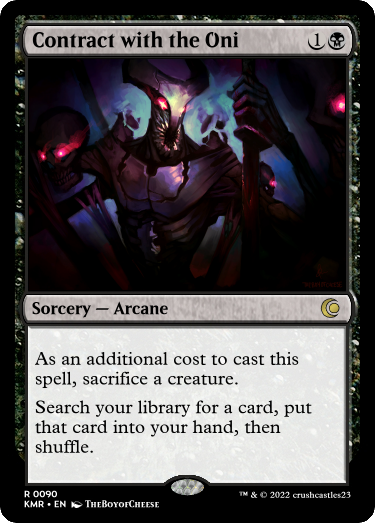 Contract with the Oni 1
Sorcery — Arcane
As an additional cost to cast this
spell, sacrifice a creature.
Search your library for a card, put
that card into your hand, then
shuffle.
R 0090
KMR • EN TheBoyofCheese
™ & © 2022 crushcastles23